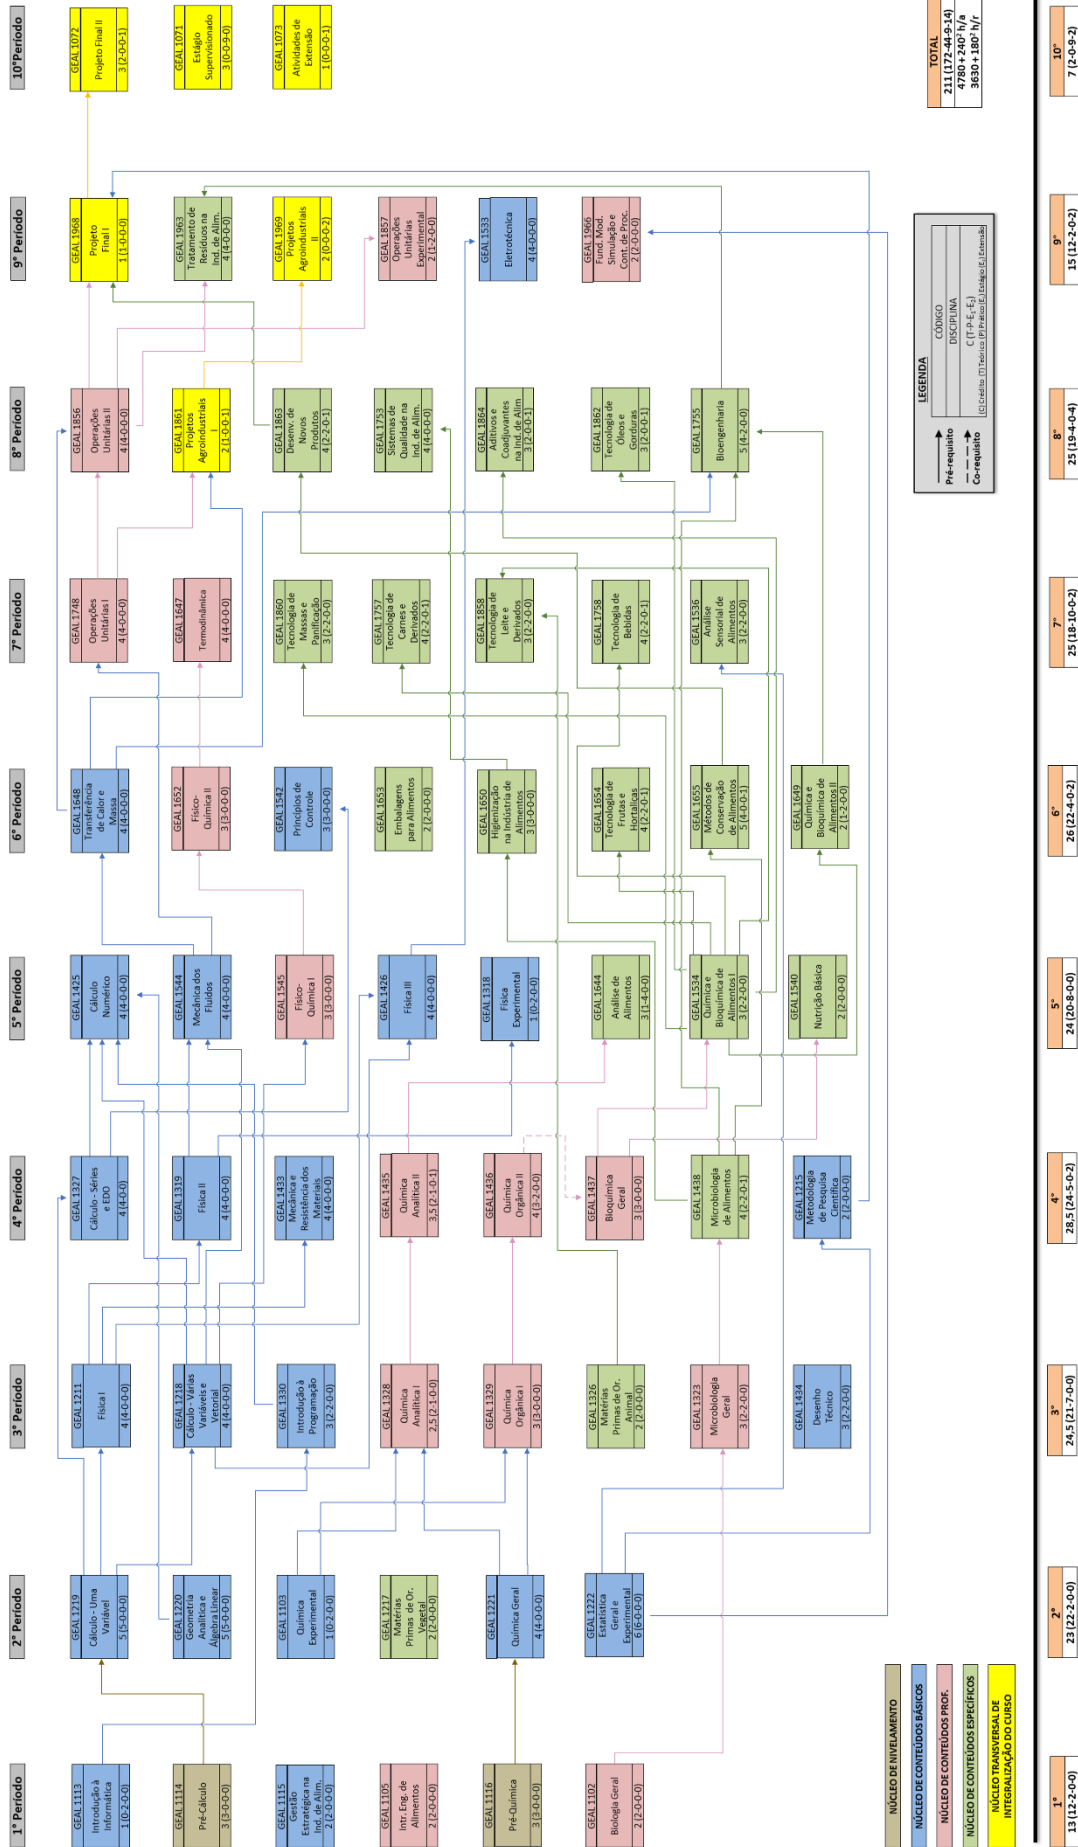 1º Período
GEAL 1113
Introdução à
Informática
1 (0-2-0-0)
GEAL 1114
Pré-Cálculo
3 (3-0-0-0)
GEAL 1115
Gestão
Estratégica na
Ind. de Alim.
2 (2-0-0-0)
GEAL 1105
Intr. Eng. de
Alimentos
2 (2-0-0-0)
GEAL 1116
Pré-Química
3 (3-0-0-0)
GEAL 1102
Biologia Geral
2 (2-0-0-0)
2º Período
GEAL 1219
Cálculo - Uma
Variável
5 (5-0-0-0)
GEAL 1220
Geometria
Analítica e
Álgebra Linear
5 (5-0-0-0)
GEAL 1103
Química
Experimental
1 (0-2-0-0)
GEAL 1217
Matérias
Primas de Or.
Vegetal
2 (2-0-0-0)
GEAL 1221
Química Geral
4 (4-0-0-0)
GEAL 1222
Estatística
Geral e
Experimental
6 (6-0-0-0)
3º Período
GEAL 1211
Física I
4 (4-0-0-0)
GEAL 1218
Cálculo - Várias
Variáveis e
Vetorial
4 (4-0-0-0)
GEAL 1330
Introdução à
Programação
3 (2-2-0-0)
GEAL 1328
Química
Analítica I
2,5 (2-1-0-0)
GEAL 1329
Química
Orgânica I
3 (3-0-0-0)
GEAL 1326
Matérias
Primas de Or.
Animal
2 (2-0-0-0)
GEAL 1323
Microbiologia
Geral
3 (2-2-0-0)
GEAL 1434
Desenho
Técnico
3 (2-2-0-0)
4º Período
GEAL 1327
Cálculo - Séries
e EDO
4 (4-0-0)
GEAL 1319
Física II
4 (4-0-0-0)
GEAL 1433
Mecânica e
Resistência dos
Materiais
4 (4-0-0-0)
GEAL 1435
Química
Analítica II
3,5 (2-1-0-1)
GEAL 1436
Química
Orgânica II
4 (3-2-0-0)
GEAL 1437
Bioquímica
Geral
3 (3-0-0-0)
GEAL 1438
Microbiologia
de Alimentos
4 (2-2-0-1)
GEAL 1215
Metodologia
de Pesquisa
Científica
2 (2-0-0-0)
5º Período
GEAL 1425
Cálculo
Numérico
4 (4-0-0-0)
GEAL 1544
Mecânica dos
Fluidos
4 (4-0-0-0)
GEAL 1545
Físico-
Química I
3 (3-0-0-0)
GEAL 1426
Física III
4 (4-0-0-0)
GEAL 1318
Física
Experimental
1 (0-2-0-0)
GEAL 1644
Análise de
Alimentos
3 (1-4-0-0)
GEAL 1534
Química e
Bioquímica de
Alimentos I
3 (2-2-0-0)
GEAL 1540
Nutrição Básica
2 (2-0-0-0)
6º Período
GEAL 1648
Transferência
de Calor e
Massa
4 (4-0-0-0)
GEAL 1652
Físico-
Química II
3 (3-0-0-0)
GEAL 1542
Princípios de
Controle
3 (3-0-0-0)
GEAL 1653
Embalagens
para Alimentos
2 (2-0-0-0)
GEAL 1650
Higienização
na Indústria de
Alimentos
3 (3-0-0-0)
GEAL 1654
Tecnologia de
Frutas e
Hortaliças
4 (2-2-0-1)
GEAL 1655
Métodos de
Conservação
de Alimentos
5 (4-0-0-1)
GEAL 1649
Química e
Bioquímica de
Alimentos II
2 (1-2-0-0)
7º Período
GEAL 1748
Operações
Unitárias I
4 (4-0-0-0)
GEAL 1647
Termodinâmica
4 (4-0-0-0)
GEAL 1860
Tecnologia de
Massas e
Panificação
3 (2-2-0-0)
GEAL 1757
Tecnologia de
Carnes e
Derivados
4 (2-2-0-1)
GEAL 1858
Tecnologia de
Leite e
Derivados
3 (2-2-0-0)
GEAL 1758
Tecnologia de
Bebidas
4 (2-2-0-1)
GEAL 1536
Análise
Sensorial de
Alimentos
3 (2-2-0-0)
8º Período
GEAL 1856
Operações
Unitárias II
4 (4-0-0-0)
GEAL 1861
Projetos
Agroindustriais
I
2 (1-0-0-1)
GEAL 1863
Desenv. de
Novos
Produtos
4 (2-2-0-1)
GEAL 1753
Sistemas de
Qualidade na
Ind. de Alim.
4 (4-0-0-0)
GEAL 1864
Aditivos e
Coadjuvantes
na Ind. de Alim
3 (2-0-0-1)
GEAL 1862
Tecnologia de
Óleos e
Gorduras
3 (2-0-0-1)
GEAL 1755
Bioengenharia
5 (4-2-0-0)
9º Período
GEAL 1968
Projeto
Final I
1 (1-0-0-0)
GEAL 1963
Tratamento de
Resíduos na
Ind. de Alim.
4 (4-0-0-0)
GEAL 1969
Projetos
Agroindustriais
II
2 (0-0-0-2)
GEAL 1857
Operações
Unitárias
Experimental
2 (1-2-0-0)
GEAL 1533
Eletrotécnica
4 (4-0-0-0)
GEAL 1966
Fund. Mod.
Simulação e
Cont. de Proc.
2 (2-0-0-0)
10ºPeríodo
GEAL 1072
Projeto Final II
3 (2-0-0-1)
GEAL 1071
Estágio
Supervisionado
3 (0-0-9-0)
GEAL 1073
Atividades de
Extensão
1 (0-0-0-1)
NÚCLEO DE NIVELAMENTO
NÚCLEO DE CONTEÚDOS BÁSICOS
NÚCLEO DE CONTEÚDOS PROF.
NÚCLEO DE CONTEÚDOS ESPECÍFICOS
NÚCLEO TRANSVERSAL DE
INTEGRALIZAÇÃO DO CURSO
LEGENDA
Pré-requisito
Co-requisito
CÓDIGO
DISCIPLINA
C (T-P-E₁-E₂)
(C) Crédito (T) Teórico (P) Prático (E₁) Estágio (E₂) Extensão
TOTAL
211 (172-44-9-14)
4780 + 240² h/a
3630 + 180² h/r
1º
13 (12-2-0-0)
2º
23 (22-2-0-0)
3º
24,5 (21-7-0-0)
4º
28,5 (24-5-0-2)
5º
24 (20-8-0-0)
6º
26 (22-4-0-2)
7º
25 (18-10-0-2)
8º
25 (19-4-0-4)
9º
15 (12-2-0-2)
10º
7 (2-0-9-2)